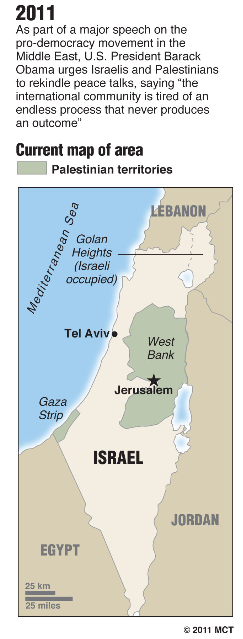 2011
As part of a major speech on the
pro-democracy movement in the
Middle East, U.S. President Barack
Obama urges Israelis and Palestinians
to rekindle peace talks, saying “the
international community is tired of an
endless process that never produces
an outcome”
Current map of area
Palestinian territories
Mediterranean Sea
LEBANON
Golan
Heights
(Israeli
occupied)
Tel Aviv
West
Bank
Jerusalem
Gaza
Strip
ISRAEL
JORDAN
EGYPT
25 km
25 miles
© 2011 MCT